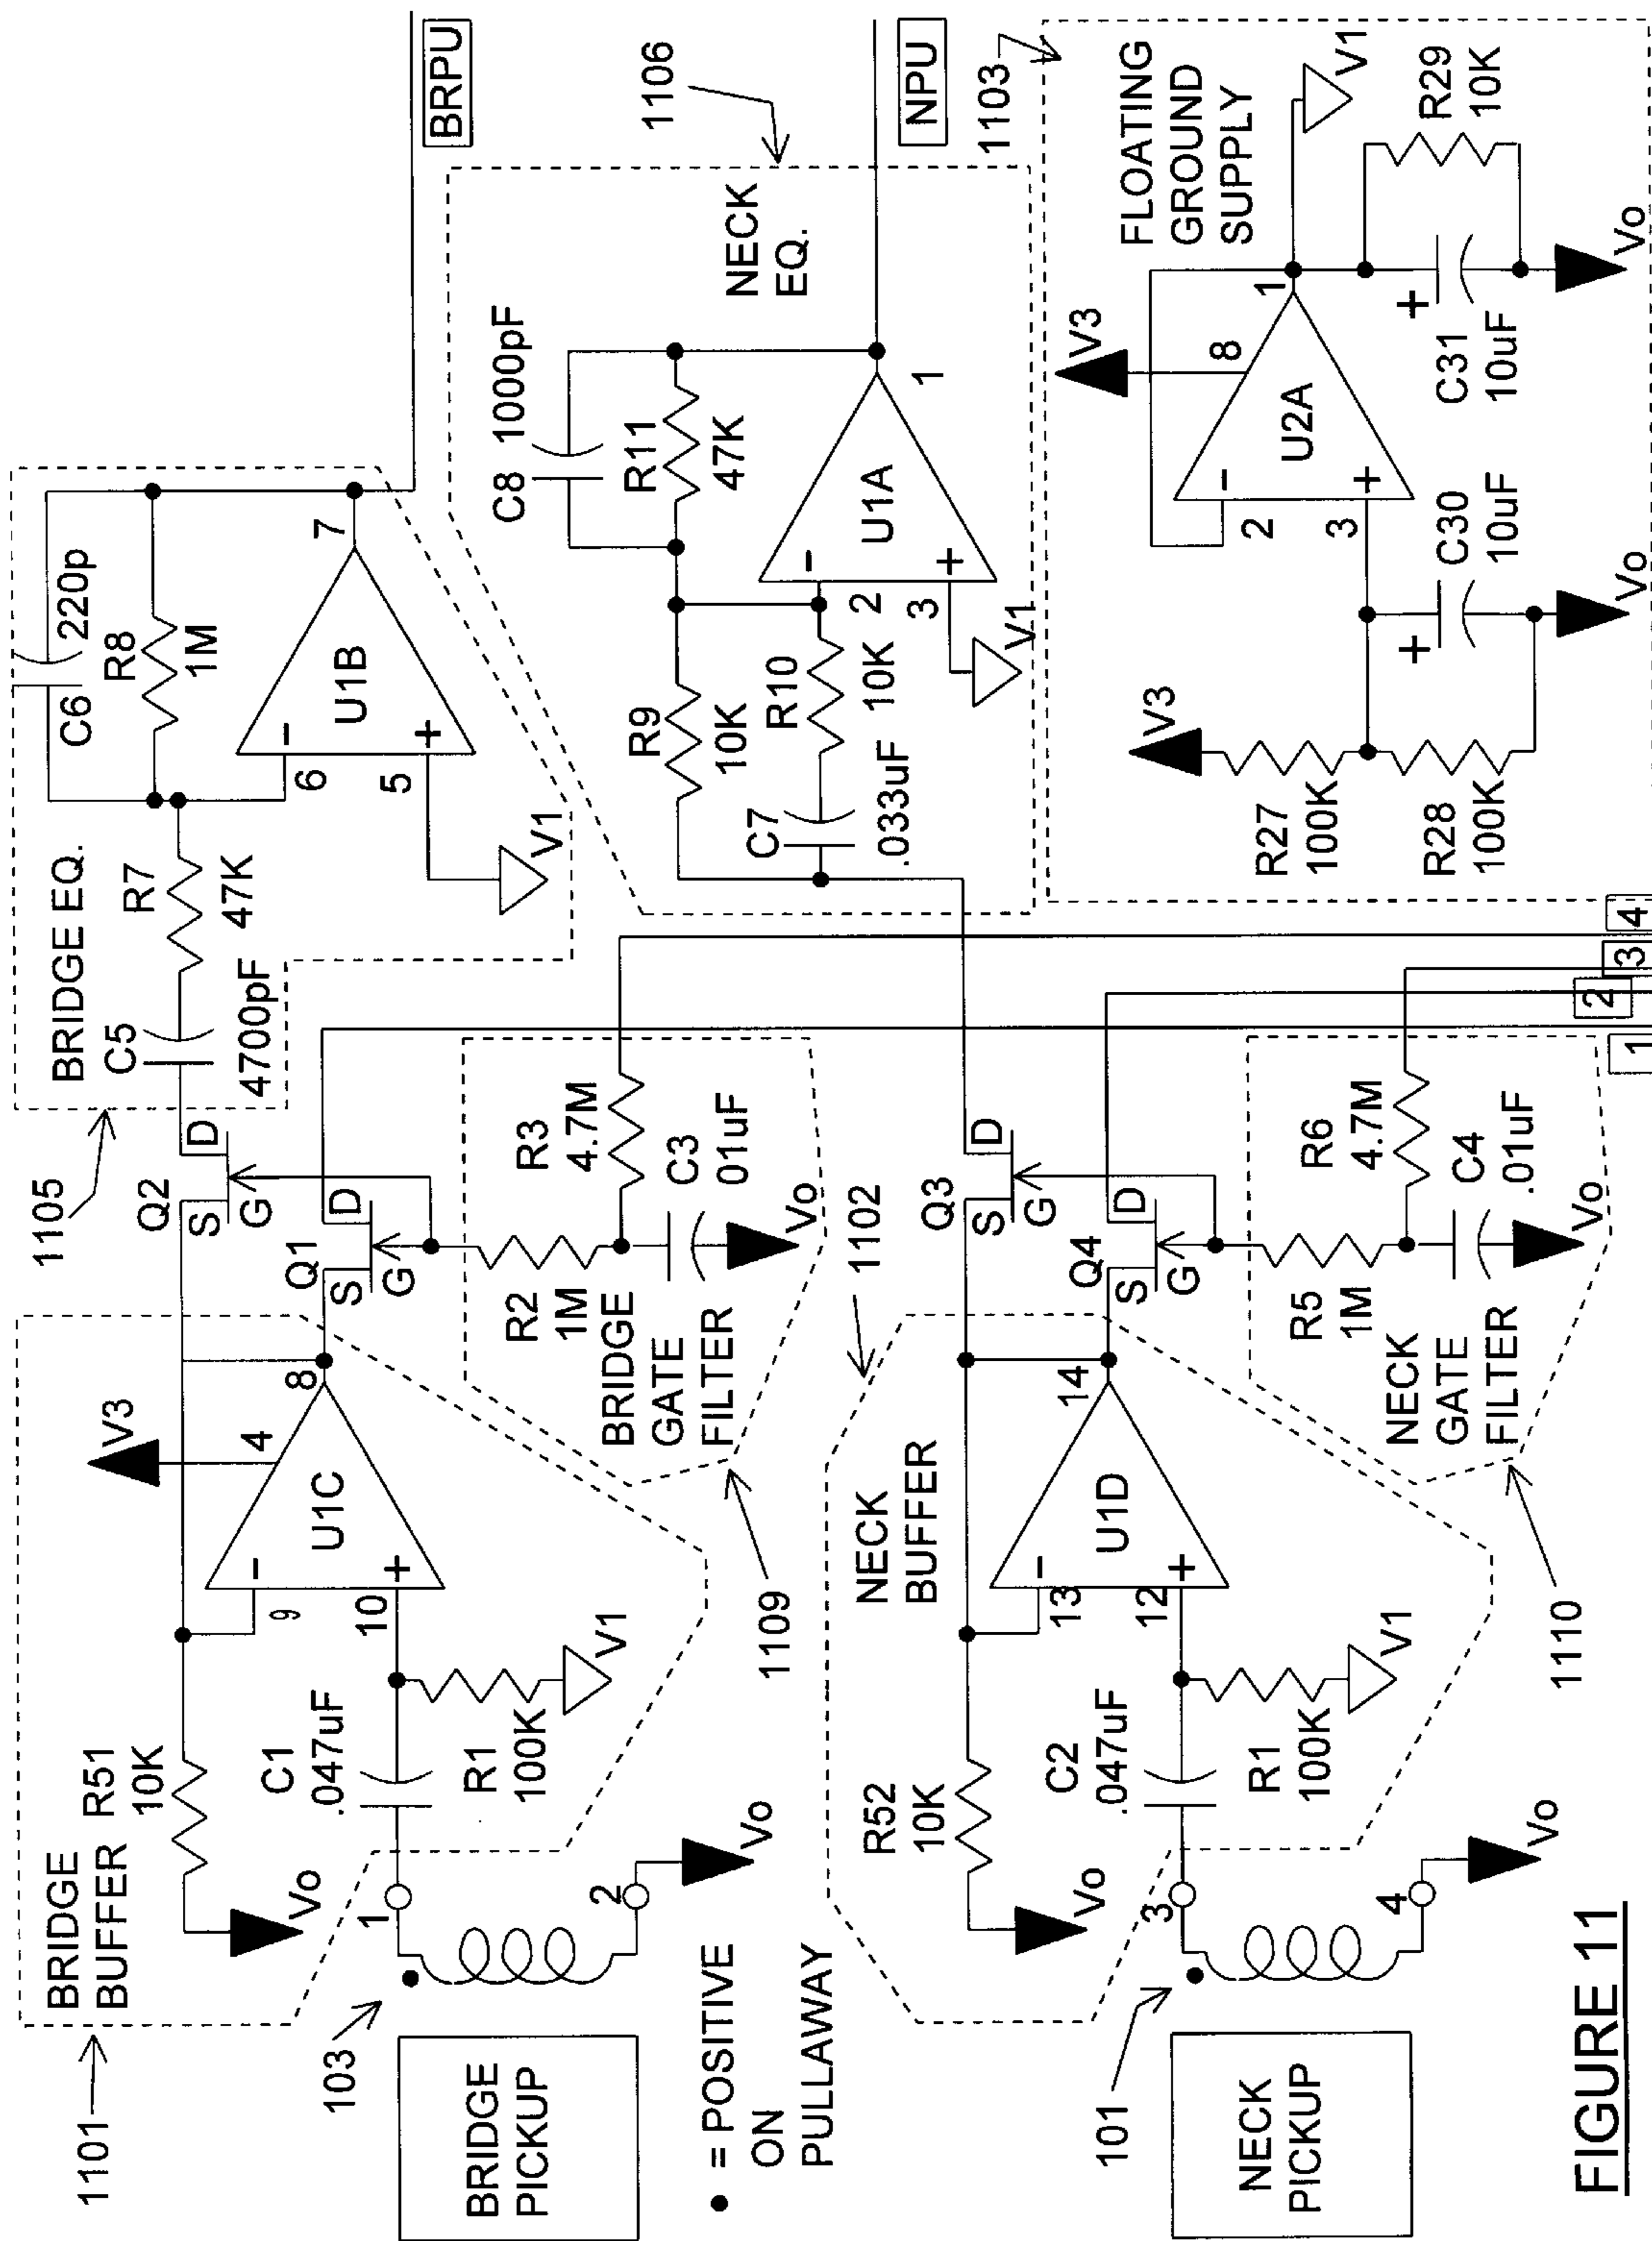 1101
BRIDGE
BUFFER
R51
10K
Vo
C1
.047uF
R1
100K
V1
9
10
-
+
U1C
4
8
V3
103
1
2
Vo
BRIDGE
PICKUP
= POSITIVE
ON
PULLAWAY
1105
BRIDGE EQ.
C5
4700pF
R7
47K
C6
220p
R8
1M
6
5
-
+
U1B
7
V1
BRPU
Q2
S
D
G
Q1
S
D
G
R2
1M
R3
4.7M
C3
.01uF
Vo
BRIDGE
GATE
FILTER
1109
1102
NECK
BUFFER
R52
10K
Vo
C2
.047uF
R1
100K
V1
13
12
-
+
U1D
14
101
3
4
Vo
NECK
PICKUP
Q3
S
D
G
Q4
S
D
G
R5
1M
R6
4.7M
C4
.01uF
Vo
NECK
GATE
FILTER
1110
1
2
3
4
1106
NECK
EQ.
C8
1000pF
R11
47K
R9
10K
C7
.033uF
R10
10K
2
3
-
+
U1A
1
V1
NPU
1103
FLOATING
GROUND
SUPPLY
V3
R27
100K
R28
100K
C30
10uF
+
Vo
2
3
-
+
U2A
V3
8
1
V1
C31
10uF
+
R29
10K
Vo
FIGURE 11